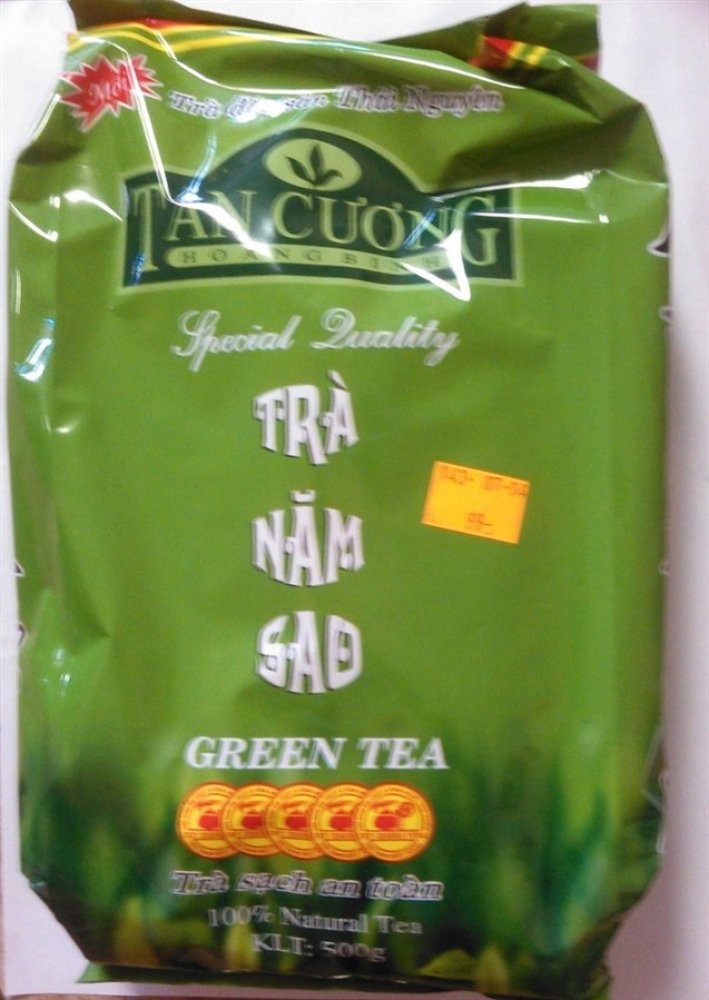 Mới
Trà đặc sản Thái Nguyên
TÂN CƯƠNG
HOÀNG BÌNH
Special Quality
TRÀ
NĂM
SAO
GREEN TEA
Trà sạch an toàn
100% Natural Tea
KLT: 500g